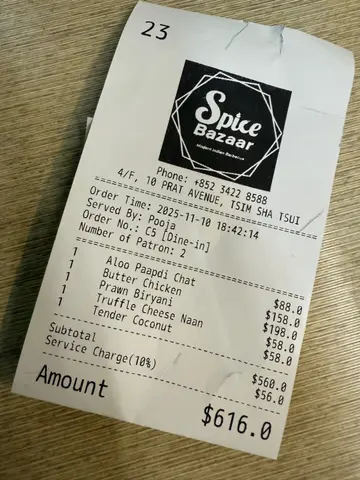 23
Spice
Bazaar
Modern Indian Barbecue
Phone: +852 3422 8588
4/F, 10 PRAT AVENUE, TSIM SHA TSUI
Order Time: 2025-11-10 18:42:14
Served By: Pooja
Order No.: C5 [Dine-in]
Number of Patron: 2
1 Aloo Paapdi Chat $88.0
1 Butter Chicken $158.0
1 Prawn Biryani $198.0
1 Truffle Cheese Naan $58.0
1 Tender Coconut $58.0
Subtotal $560.0
Service Charge(10%) $56.0
Amount $616.0